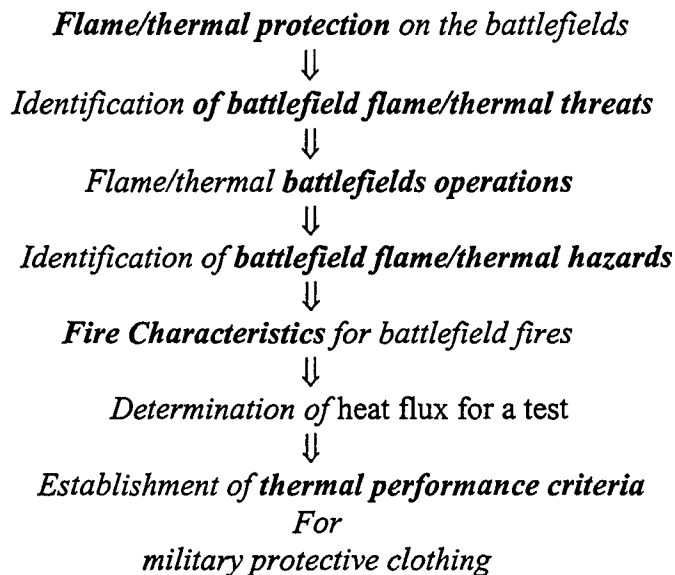 Flame/thermal protection on the battlefields
⇓
Identification of battlefield flame/thermal threats
⇓
Flame/thermal battlefields operations
⇓
Identification of battlefield flame/thermal hazards
⇓
Fire Characteristics for battlefield fires
⇓
Determination of heat flux for a test
⇓
Establishment of thermal performance criteria
For
military protective clothing